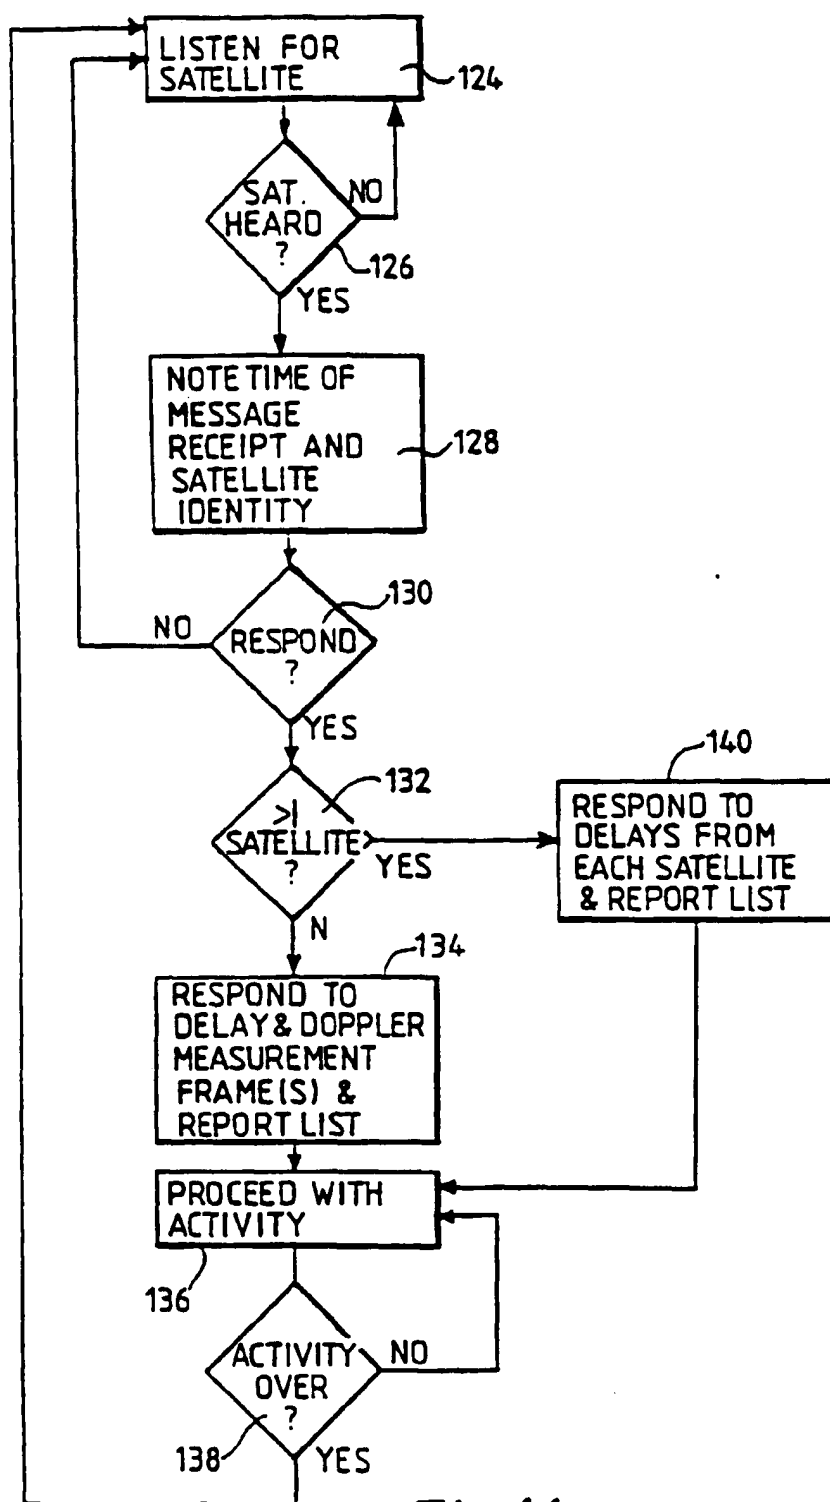 LISTEN FOR
SATELLITE
124
SAT.
HEARD
?
NO
126
YES
NOTE TIME OF
MESSAGE
RECEIPT AND
SATELLITE
IDENTITY
128
130
NO
RESPOND
?
YES
132
>1
SATELLITE
?
YES
140
RESPOND TO
DELAYS FROM
EACH SATELLITE
& REPORT LIST
N
134
RESPOND TO
DELAY & DOPPLER
MEASUREMENT
FRAME(S) &
REPORT LIST
PROCEED WITH
ACTIVITY
136
ACTIVITY
OVER
?
NO
138
YES